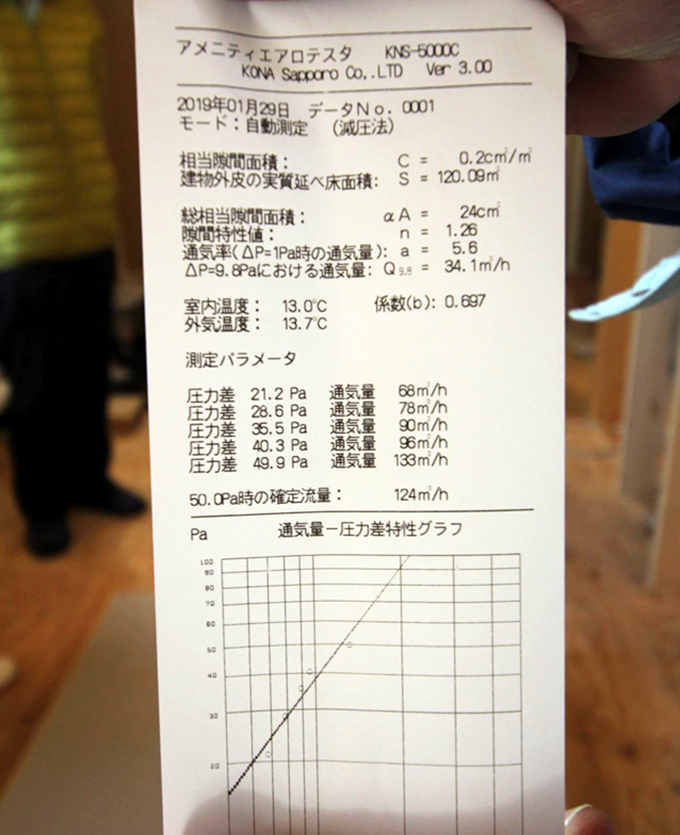 アメニティエアロテスタ KNS-5000C
KONA Sapporo Co,.LTD Ver 3.00
2019年01月29日 データNo. 0001
モード：自動測定 （減圧法）
相当隙間面積： C = 0.2c㎡/㎡
建物外皮の実質延べ床面積： S = 120.09㎡
総相当隙間面積： αA = 24c㎡
隙間特性値： n = 1.26
通気率（ΔP=1Pa時の通気量）： a = 5.6
ΔP=9.8Paにおける通気量： Q9.8 = 34.1㎥/h
室内温度： 13.0℃ 係数(b)： 0.697
外気温度： 13.7℃
測定パラメータ
圧力差 21.2 Pa 通気量 68㎥/h
圧力差 28.6 Pa 通気量 78㎥/h
圧力差 35.5 Pa 通気量 90㎥/h
圧力差 40.3 Pa 通気量 96㎥/h
圧力差 49.9 Pa 通気量 133㎥/h
50.0Pa時の確定流量： 124㎥/h
Pa 通気量－圧力差特性グラフ
100
90
80
70
60
50
40
30
20